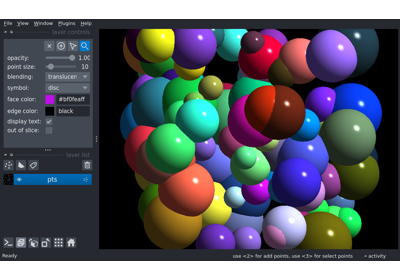 File View Window Plugins Help
layer controls
opacity: 1.00
point size: 10
blending: translucen
symbol: disc
face color: #bf0feaff
edge color: black
display text:
out of slice:
layer list
pts
Ready use <2> for add points, use <3> for select points activity